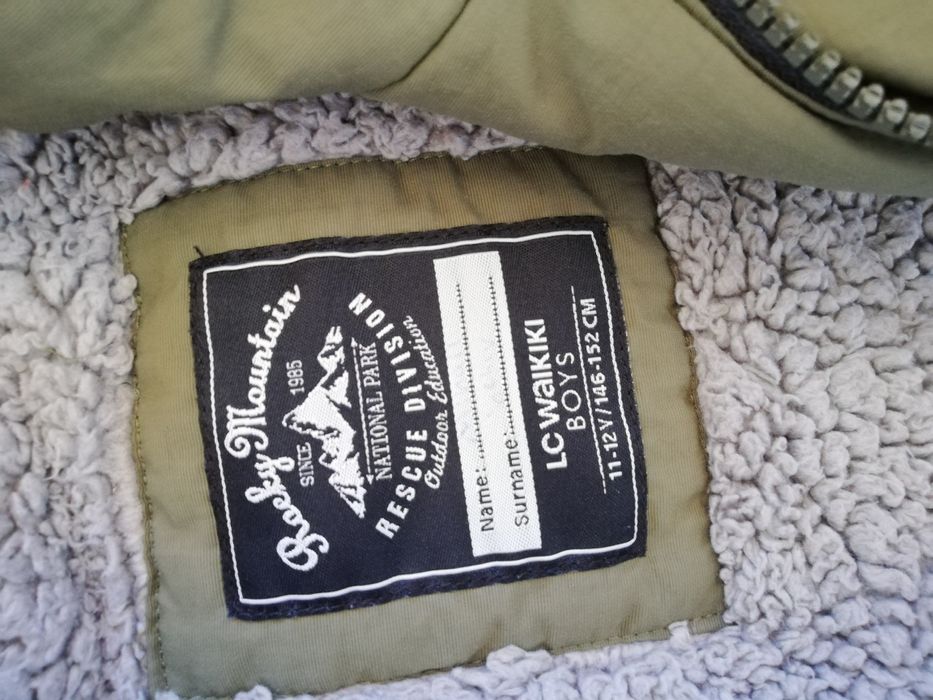 Rocky Mountain
SINCE 1985
NATIONAL PARK
RESCUE DIVISION
Outdoor Education
Name:
Surname:
LC WAIKIKI
BOYS
11-12 Y/146-152 CM